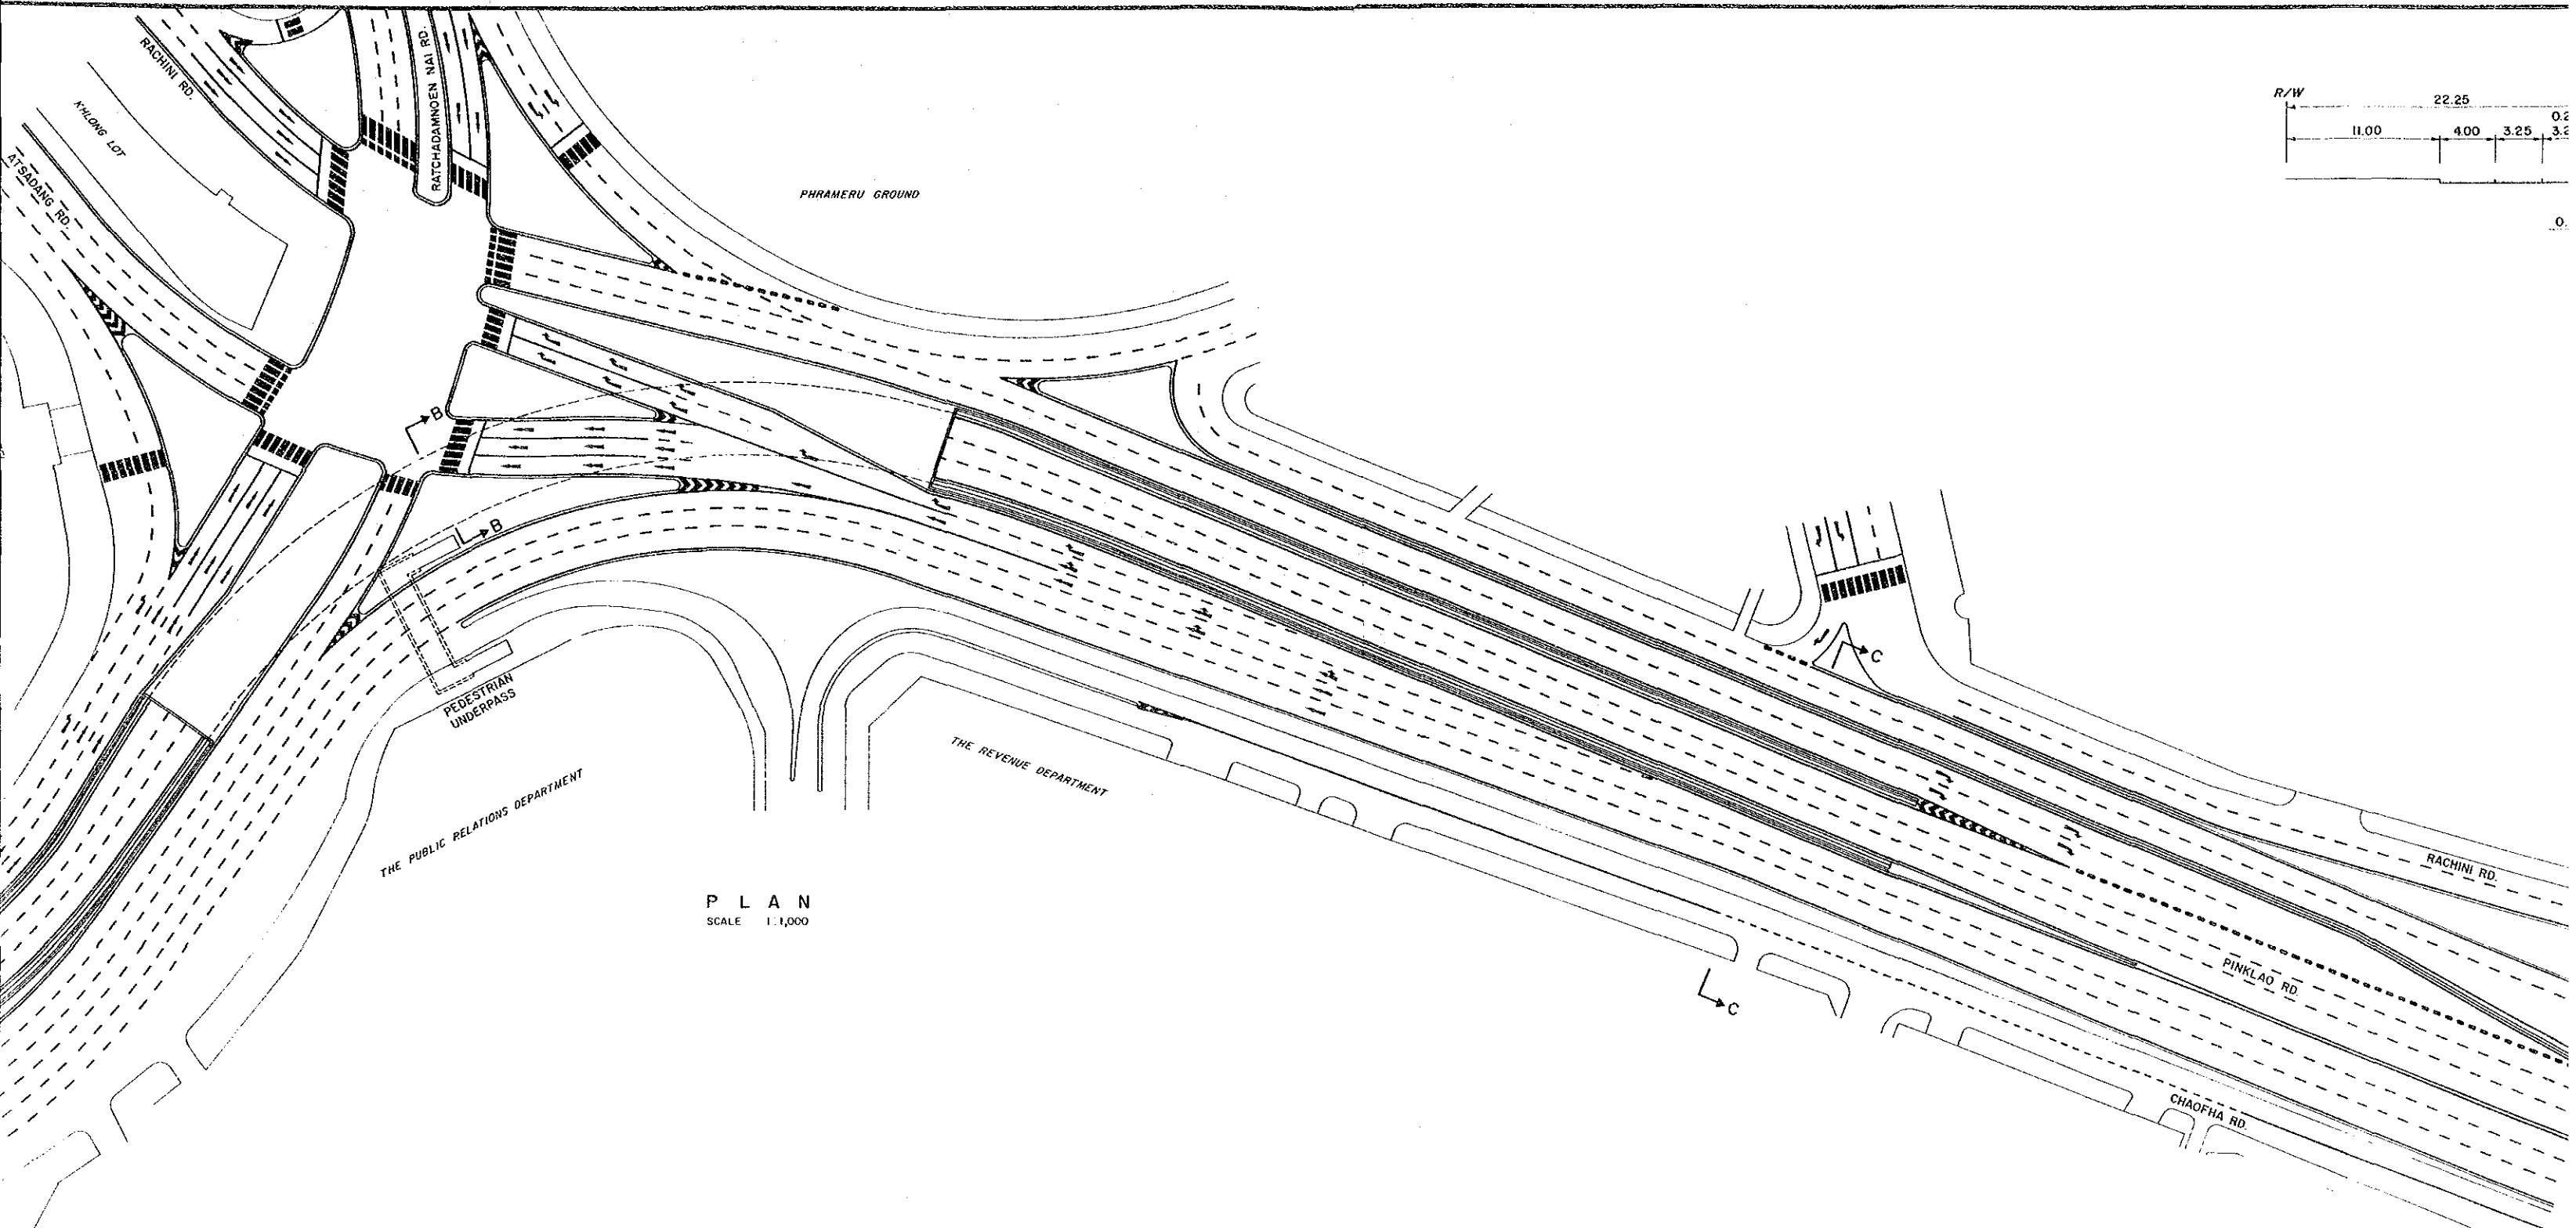 RACHINI RD.
RATCHADAMNOEN NAI RD.
KHLONG LOT
ATSADANG RD.
PHRAMERU GROUND
R/W
22.25
11.00
4.00
3.25
B
B
C
PEDESTRIAN
UNDERPASS
THE PUBLIC RELATIONS DEPARTMENT
THE REVENUE DEPARTMENT
PLAN
SCALE 1:1,000
RACHINI RD.
PINKLAO RD.
C
CHAOFHA RD.